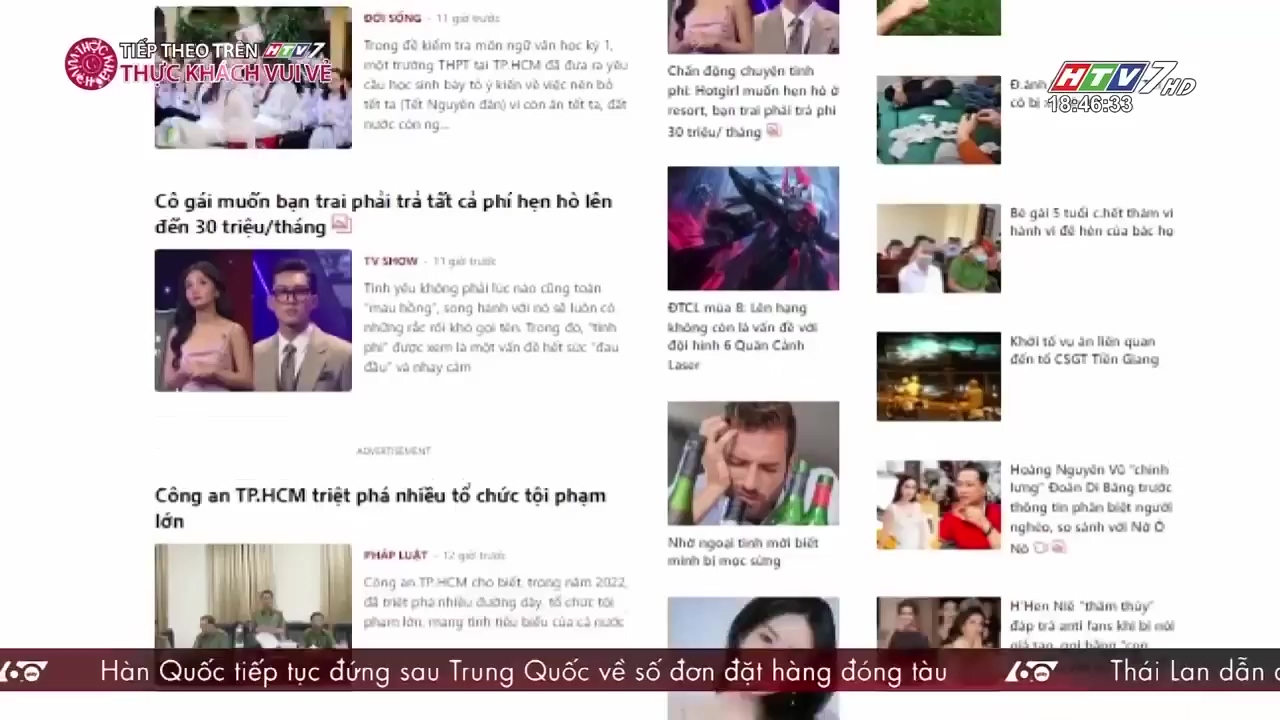 TIẾP THEO TRÊN HTV7
THỰC KHÁCH VUI VẺ
HTV7 HD
18:46:33
ĐỜI SỐNG - 11 giờ trước
Trong đề kiểm tra môn ngữ văn học kỳ 1,
một trường THPT tại TP.HCM đã đưa ra yêu
cầu học sinh bày tỏ ý kiến về việc nên bỏ
tết ta (Tết Nguyên đán) vì còn ăn tết ta, đất
nước còn ng...
Cô gái muốn bạn trai phải trả tất cả phí hẹn hò lên
đến 30 triệu/tháng
TV SHOW - 11 giờ trước
Tình yêu không phải lúc nào cũng toàn
"màu hồng", song hành với nó sẽ luôn có
những rắc rối khó gọi tên. Trong đó, "tình
phí" được xem là một vấn đề hết sức "đau
đầu" và nhạy cảm
ADVERTISEMENT
Công an TP.HCM triệt phá nhiều tổ chức tội phạm
lớn
PHÁP LUẬT - 12 giờ trước
Công an TP.HCM cho biết, trong năm 2022,
đã triệt phá nhiều đường dây, tổ chức tội
phạm lớn, mang tính tiêu biểu của cả nước
Chấn động chuyện tình
phí: Hotgirl muốn hẹn hò ở
resort, bạn trai phải trả phí
30 triệu/ tháng
ĐTCL mùa 8: Lên hạng
không còn là vấn đề với
đội hình 6 Quân Cảnh
Laser
Nhờ ngoại tình mới biết
mình bị mọc sừng
Đ.ánh
có bị
Bé gái 5 tuổi c.hết thảm vì
hành vi đê hèn của bác họ
Khởi tố vụ án liên quan
đến tổ CSGT Tiền Giang
Hoàng Nguyên Vũ "chỉnh
lưng" Đoàn Di Băng trước
thông tin phân biệt người
nghèo, so sánh với Nờ Ô
Nô
H'Hen Niê "thâm thúy"
đáp trả anti fans khi bị nói
giả tạo, gọi bằng "con
60 giây
Hàn Quốc tiếp tục đứng sau Trung Quốc về số đơn đặt hàng đóng tàu
60 giây
Thái Lan dẫn